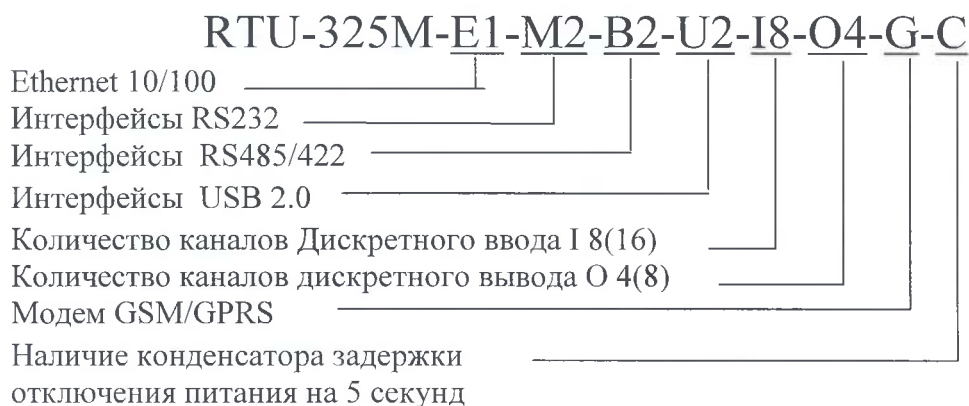 RTU-325M-E1-M2-B2-U2-I8-O4-G-C
Ethernet 10/100
Интерфейсы RS232
Интерфейсы RS485/422
Интерфейсы USB 2.0
Количество каналов Дискретного ввода I 8(16)
Количество каналов дискретного вывода O 4(8)
Модем GSM/GPRS
Наличие конденсатора задержки
отключения питания на 5 секунд